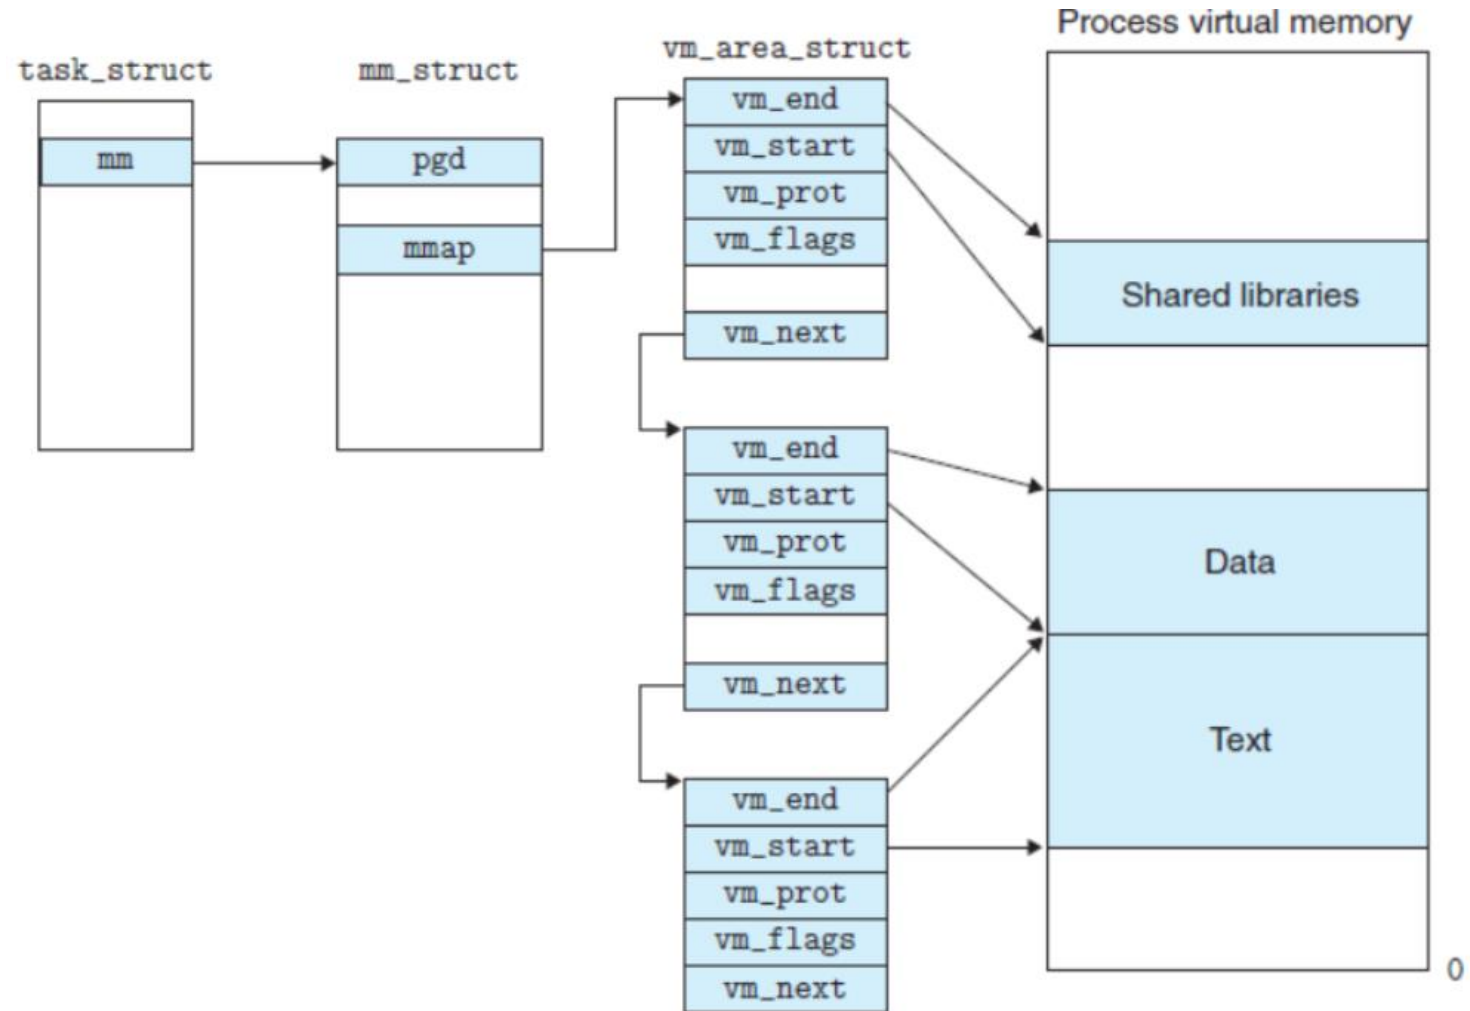 Process virtual memory
task_struct
mm
mm_struct
pgd
mmap
vm_area_struct
vm_end
vm_start
vm_prot
vm_flags
vm_next
vm_end
vm_start
vm_prot
vm_flags
vm_next
vm_end
vm_start
vm_prot
vm_flags
vm_next
Shared libraries
Data
Text
0